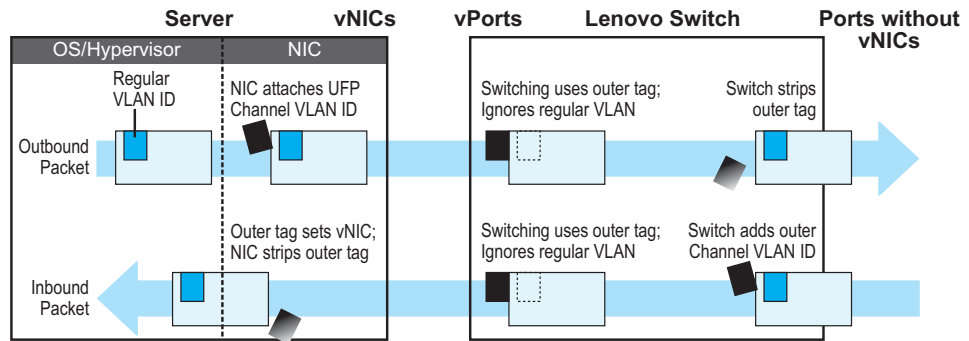 Server
vNICs
vPorts
Lenovo Switch
Ports without
vNICs
OS/Hypervisor
NIC
Regular
VLAN ID
NIC attaches UFP
Channel VLAN ID
Switching uses outer tag;
Ignores regular VLAN
Switch strips
outer tag
Outbound
Packet
Outer tag sets vNIC;
NIC strips outer tag
Switching uses outer tag;
Ignores regular VLAN
Switch adds outer
Channel VLAN ID
Inbound
Packet